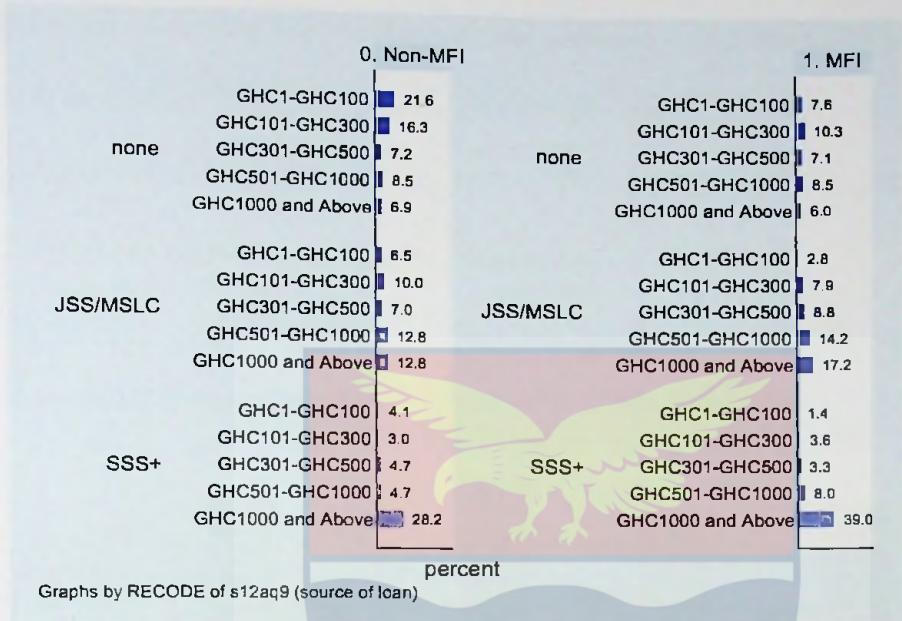 0. Non-MFI
none
GHC1-GHC100 21.6
GHC101-GHC300 16.3
GHC301-GHC500 7.2
GHC501-GHC1000 8.5
GHC1000 and Above 6.9
JSS/MSLC
GHC1-GHC100 6.5
GHC101-GHC300 10.0
GHC301-GHC500 7.0
GHC501-GHC1000 12.8
GHC1000 and Above 12.8
SSS+
GHC1-GHC100 4.1
GHC101-GHC300 3.0
GHC301-GHC500 4.7
GHC501-GHC1000 4.7
GHC1000 and Above 28.2
1. MFI
none
GHC1-GHC100 7.6
GHC101-GHC300 10.3
GHC301-GHC500 7.1
GHC501-GHC1000 8.5
GHC1000 and Above 6.0
JSS/MSLC
GHC1-GHC100 2.8
GHC101-GHC300 7.9
GHC301-GHC500 8.8
GHC501-GHC1000 14.2
GHC1000 and Above 17.2
SSS+
GHC1-GHC100 1.4
GHC101-GHC300 3.6
GHC301-GHC500 3.3
GHC501-GHC1000 8.0
GHC1000 and Above 39.0
percent
Graphs by RECODE of s12aq9 (source of loan)